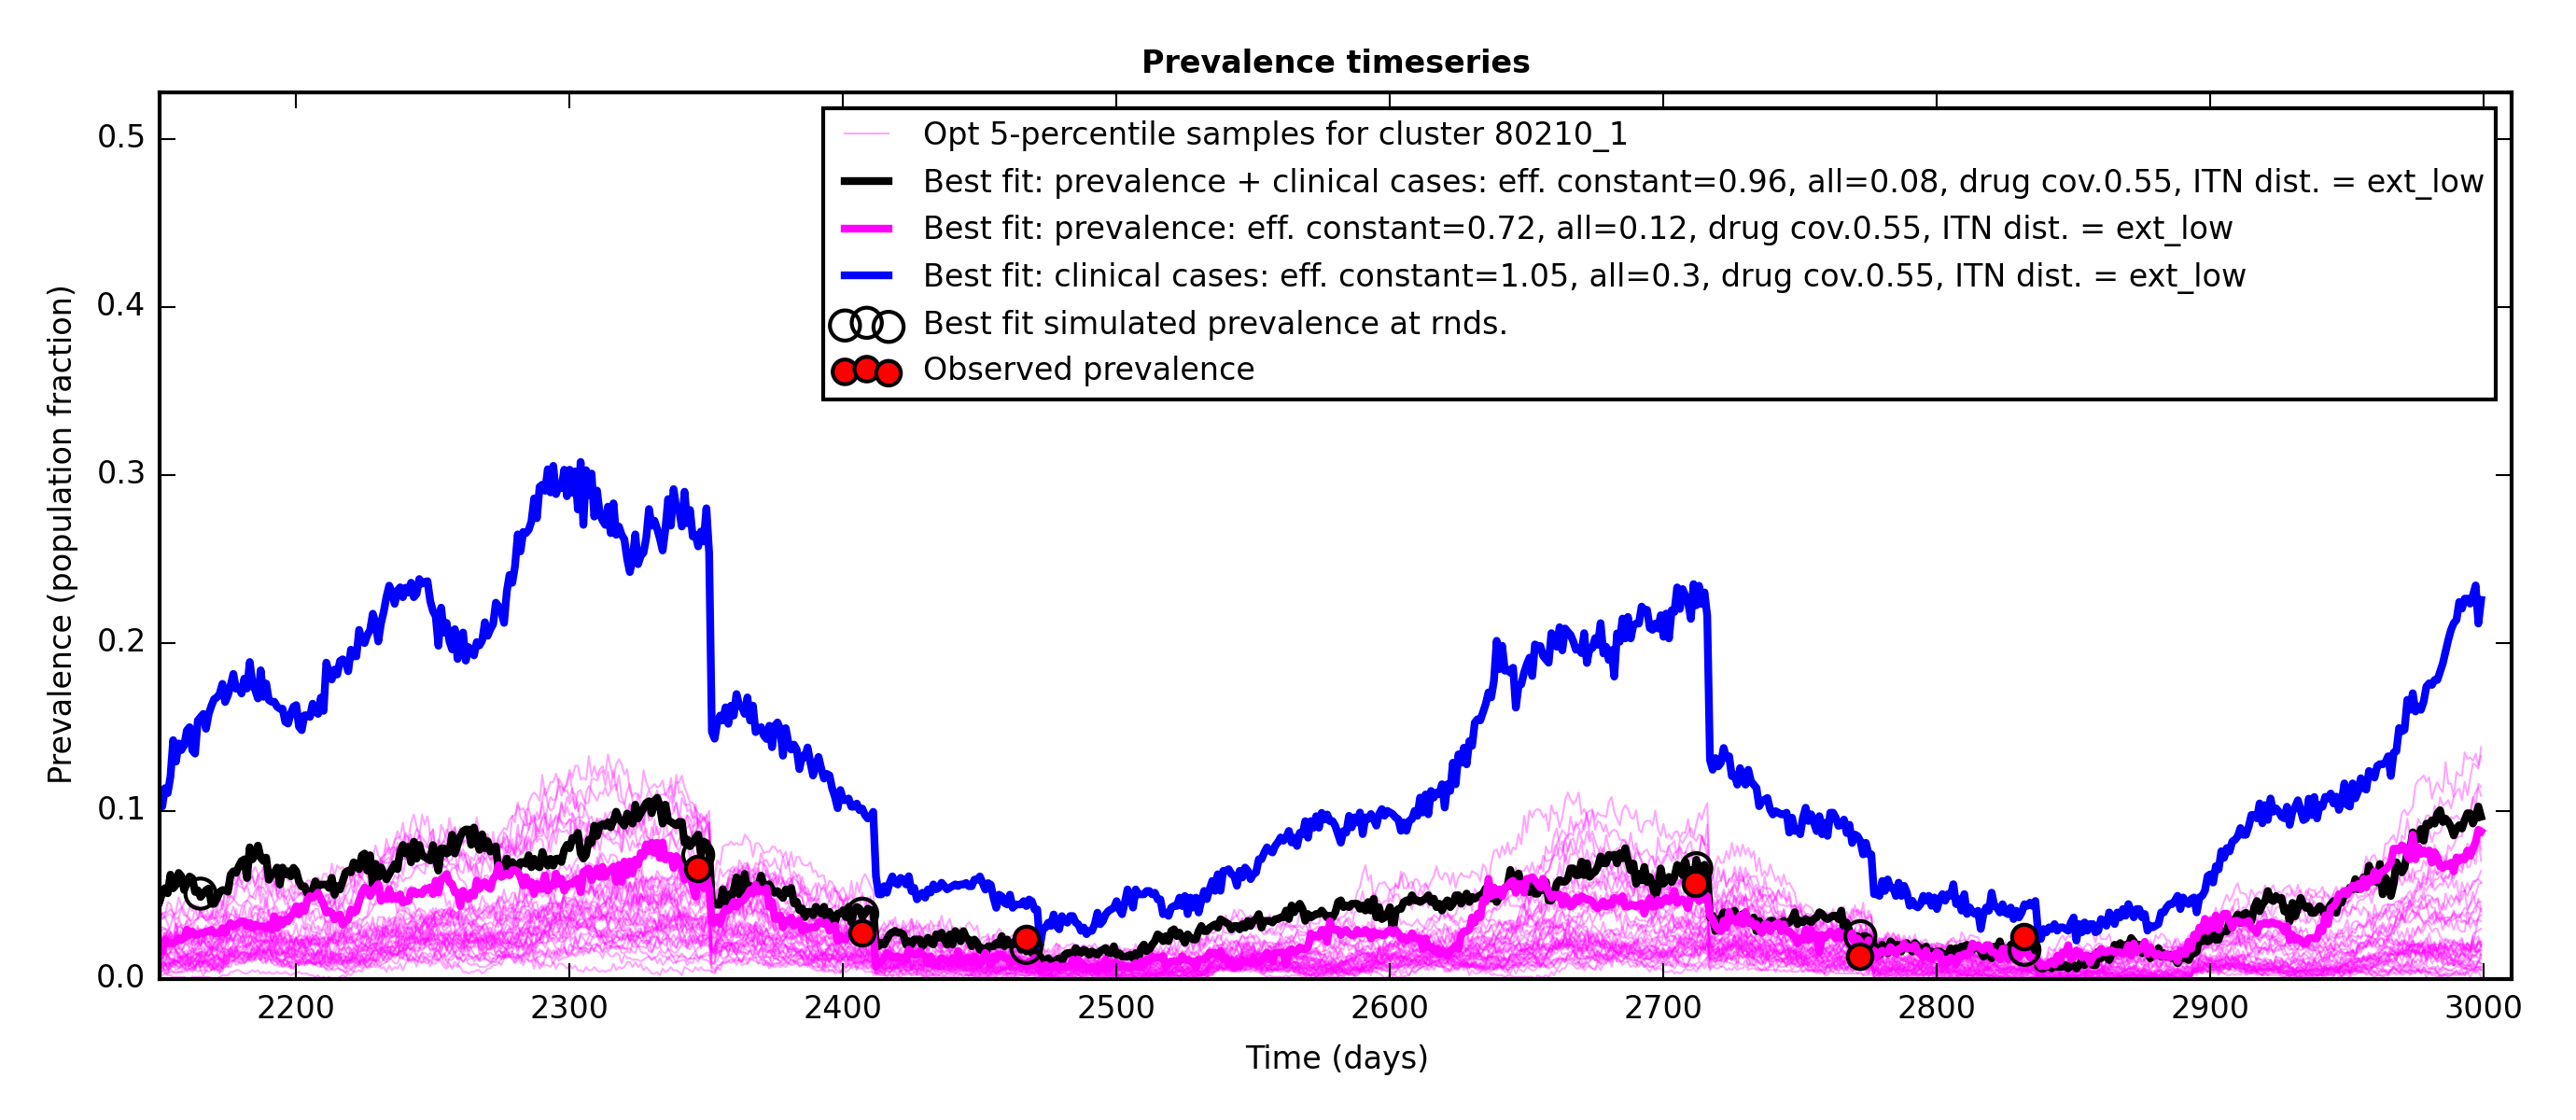 Prevalence timeseries
Opt 5-percentile samples for cluster 80210_1
Best fit: prevalence + clinical cases: eff. constant=0.96, all=0.08, drug cov.0.55, ITN dist. = ext_low
Best fit: prevalence: eff. constant=0.72, all=0.12, drug cov.0.55, ITN dist. = ext_low
Best fit: clinical cases: eff. constant=1.05, all=0.3, drug cov.0.55, ITN dist. = ext_low
Best fit simulated prevalence at rnds.
Observed prevalence
Prevalence (population fraction)
0.5
0.4
0.3
0.2
0.1
0.0
2200 2300 2400 2500 2600 2700 2800 2900 3000
Time (days)